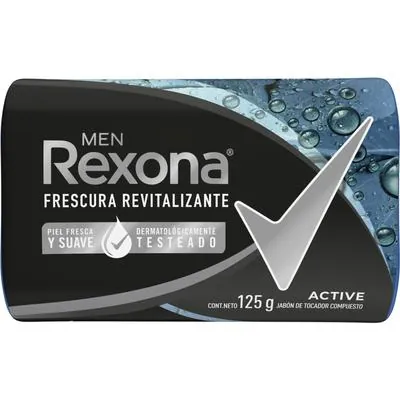 MEN
Rexona®
FRESCURA REVITALIZANTE
PIEL FRESCA
Y SUAVE
DERMATOLÓGICAMENTE
TESTEADO
ACTIVE
CONT.NETO 125 g JABÓN DE TOCADOR COMPUESTO